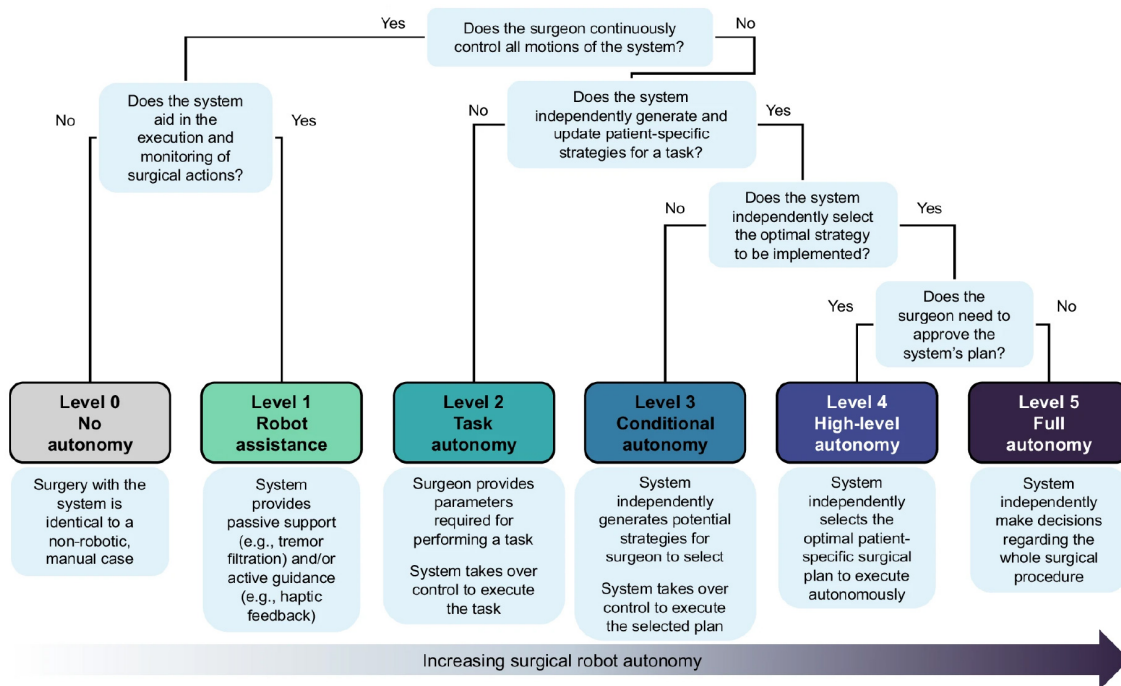 Yes
Does the surgeon continuously
control all motions of the system?
No
No
Does the system
aid in the
execution and
monitoring of
surgical actions?
Yes
No
Does the system
independently generate and
update patient-specific
strategies for a task?
Yes
No
Does the system
independently select
the optimal strategy
to be implemented?
Yes
Yes
Does the
surgeon need to
approve the
system's plan?
No
Level 0
No
autonomy
Level 1
Robot
assistance
Level 2
Task
autonomy
Level 3
Conditional
autonomy
Level 4
High-level
autonomy
Level 5
Full
autonomy
Surgery with the
system is
identical to a
non-robotic,
manual case
System
provides
passive support
(e.g., tremor
filtration) and/or
active guidance
(e.g., haptic
feedback)
Surgeon provides
parameters
required for
performing a task
System takes over
control to execute
the task
System
independently
generates potential
strategies for
surgeon to select
System takes over
control to execute
the selected plan
System
independently
selects the
optimal patient-
specific surgical
plan to execute
autonomously
System
independently
make decisions
regarding the
whole surgical
procedure
Increasing surgical robot autonomy